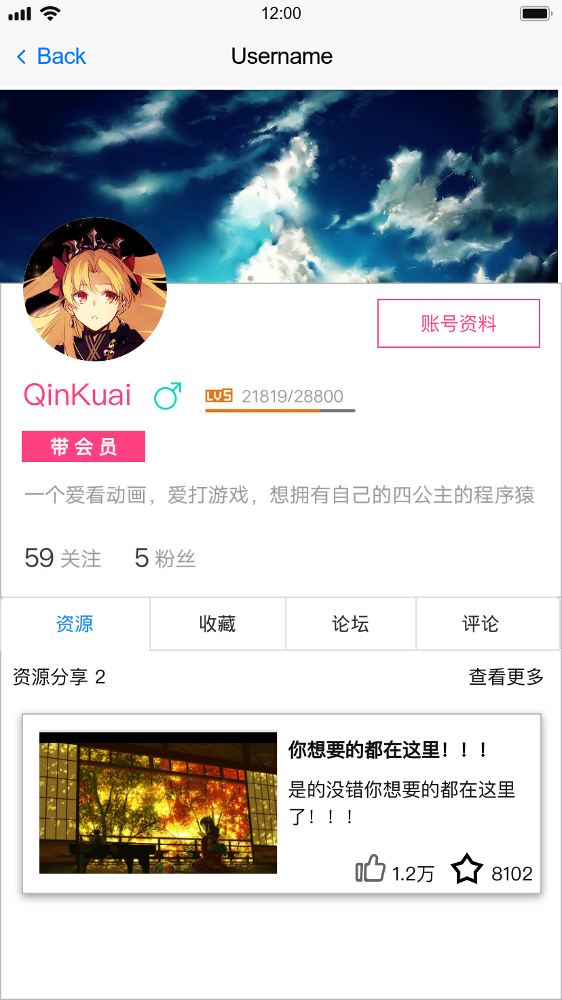 12:00
Back
Username
账号资料
QinKuai
LV5 21819/28800
带会员
一个爱看动画，爱打游戏，想拥有自己的四公主的程序猿
59 关注 5 粉丝
资源 收藏 论坛 评论
资源分享 2 查看更多
你想要的都在这里！！！
是的没错你想要的都在这里
了！！！
1.2万 8102